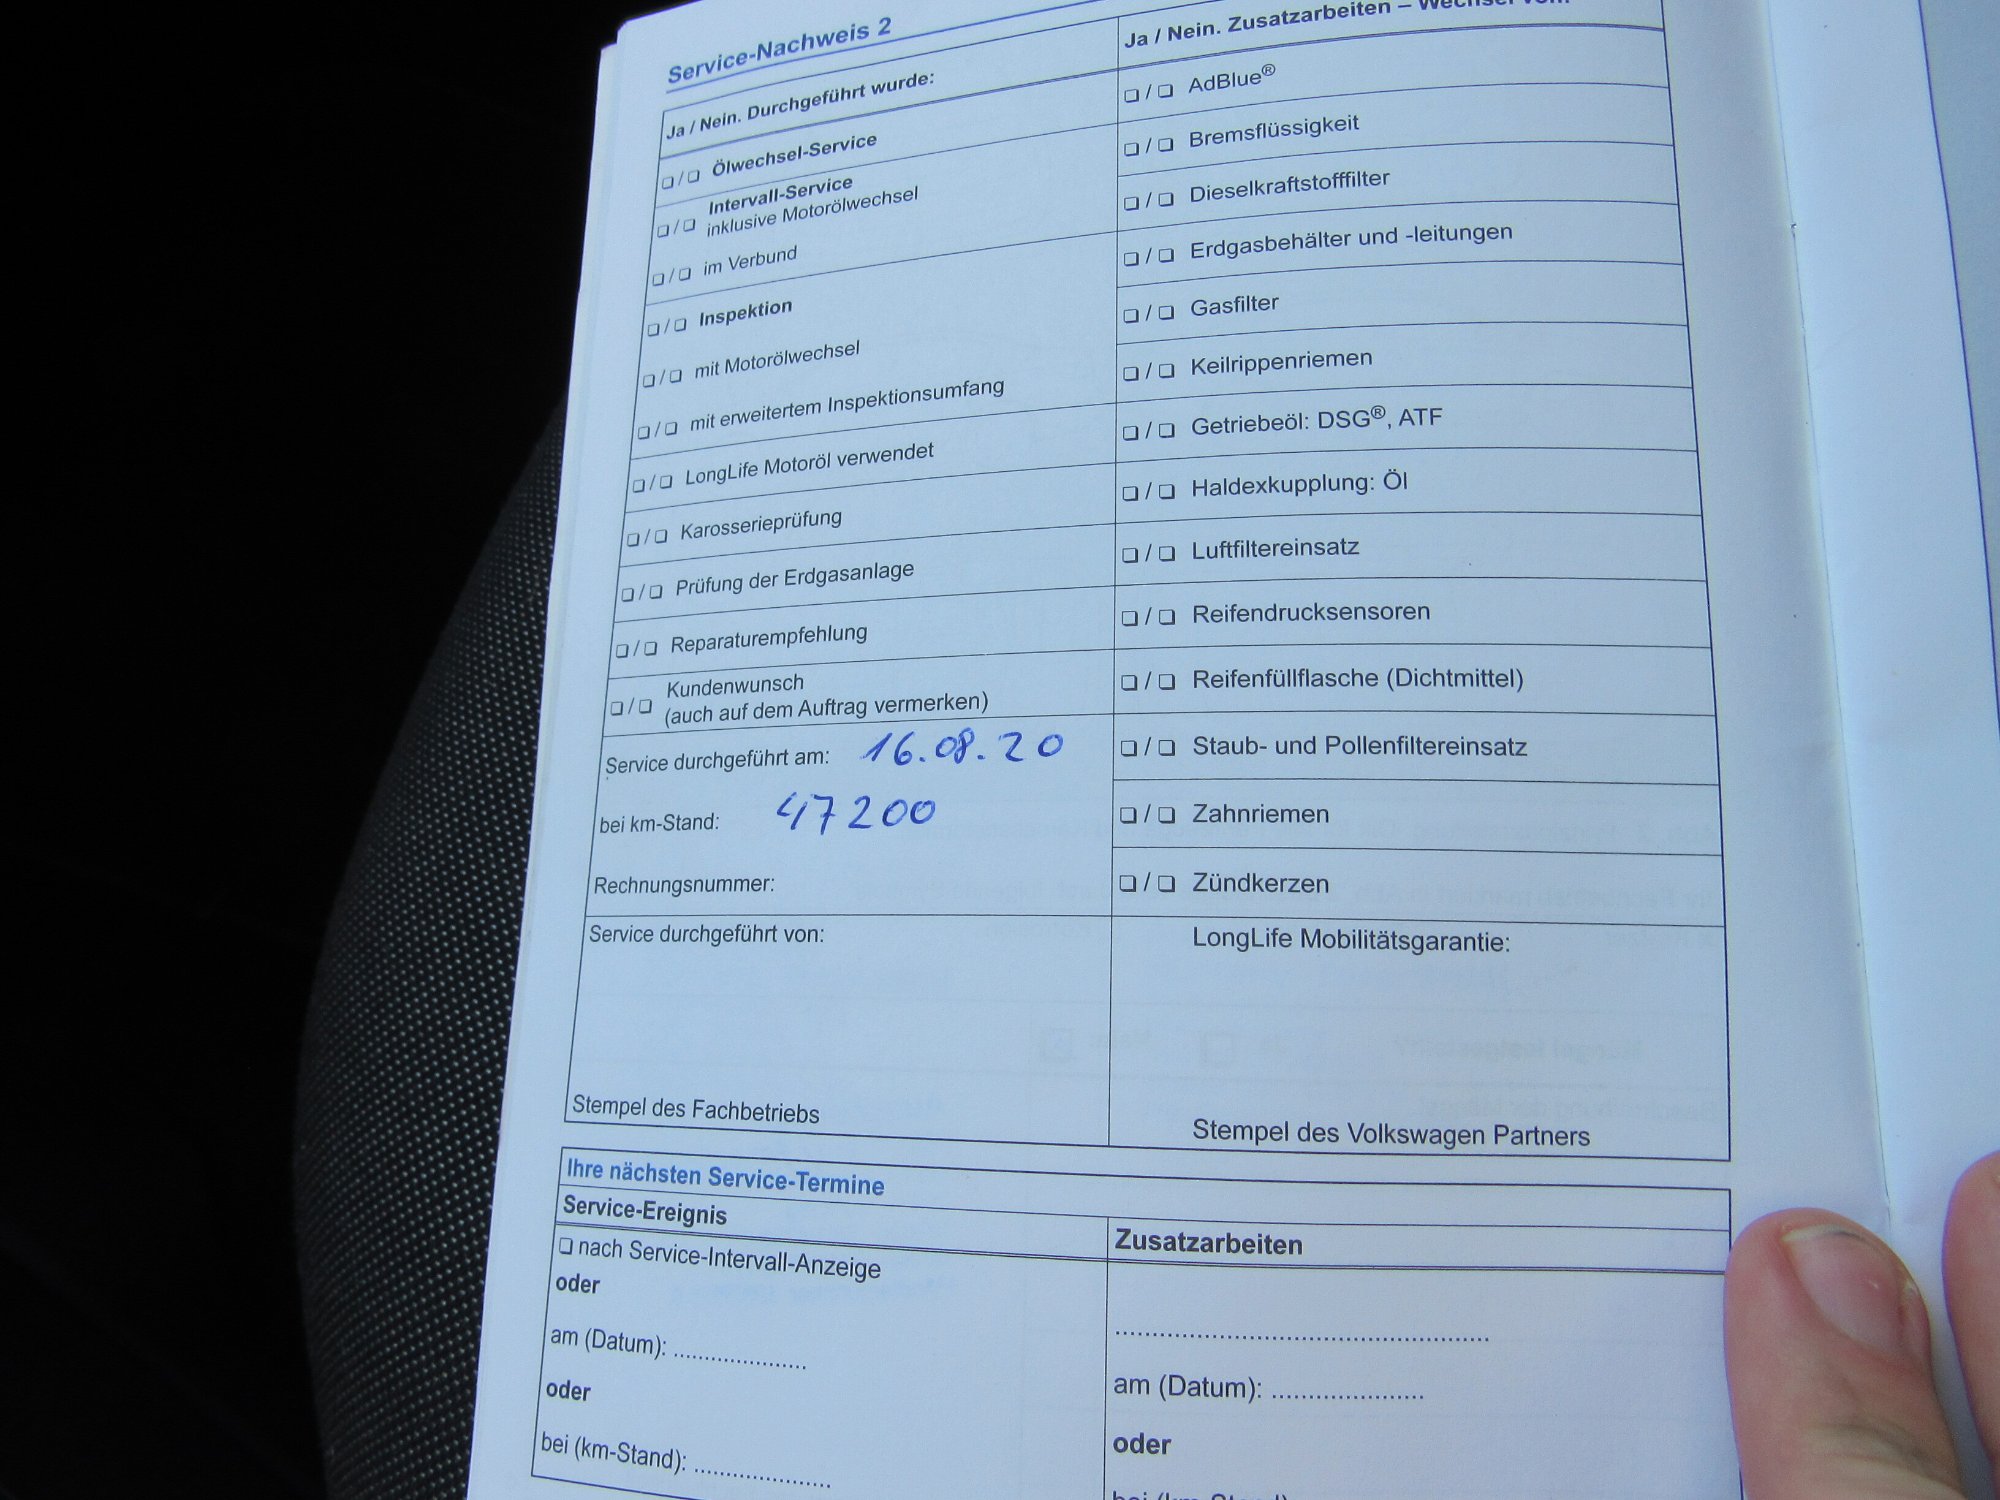 Service-Nachweis 2
Ja / Nein. Durchgeführt wurde:
❏ / ❏ Ölwechsel-Service
❏ / ❏ Intervall-Service
inklusive Motorölwechsel
❏ / ❏ im Verbund
❏ / ❏ Inspektion
❏ / ❏ mit Motorölwechsel
❏ / ❏ mit erweitertem Inspektionsumfang
❏ / ❏ LongLife Motoröl verwendet
❏ / ❏ Karosserieprüfung
❏ / ❏ Prüfung der Erdgasanlage
❏ / ❏ Reparaturempfehlung
❏ / ❏ Kundenwunsch
(auch auf dem Auftrag vermerken)
Service durchgeführt am: 16.08.20
bei km-Stand: 47200
Rechnungsnummer:
Service durchgeführt von:
Stempel des Fachbetriebs
Ja / Nein. Zusatzarbeiten – Wechsel von:
❏ / ❏ AdBlue®
❏ / ❏ Bremsflüssigkeit
❏ / ❏ Dieselkraftstofffilter
❏ / ❏ Erdgasbehälter und -leitungen
❏ / ❏ Gasfilter
❏ / ❏ Keilrippenriemen
❏ / ❏ Getriebeöl: DSG®, ATF
❏ / ❏ Haldexkupplung: Öl
❏ / ❏ Luftfiltereinsatz
❏ / ❏ Reifendrucksensoren
❏ / ❏ Reifenfüllflasche (Dichtmittel)
❏ / ❏ Staub- und Pollenfiltereinsatz
❏ / ❏ Zahnriemen
❏ / ❏ Zündkerzen
LongLife Mobilitätsgarantie:
Stempel des Volkswagen Partners
Ihre nächsten Service-Termine
Service-Ereignis
❏ nach Service-Intervall-Anzeige
oder
am (Datum): ......................
oder
bei (km-Stand): ......................
Zusatzarbeiten
..................................................
am (Datum): ......................
oder
bei (km-Stand)